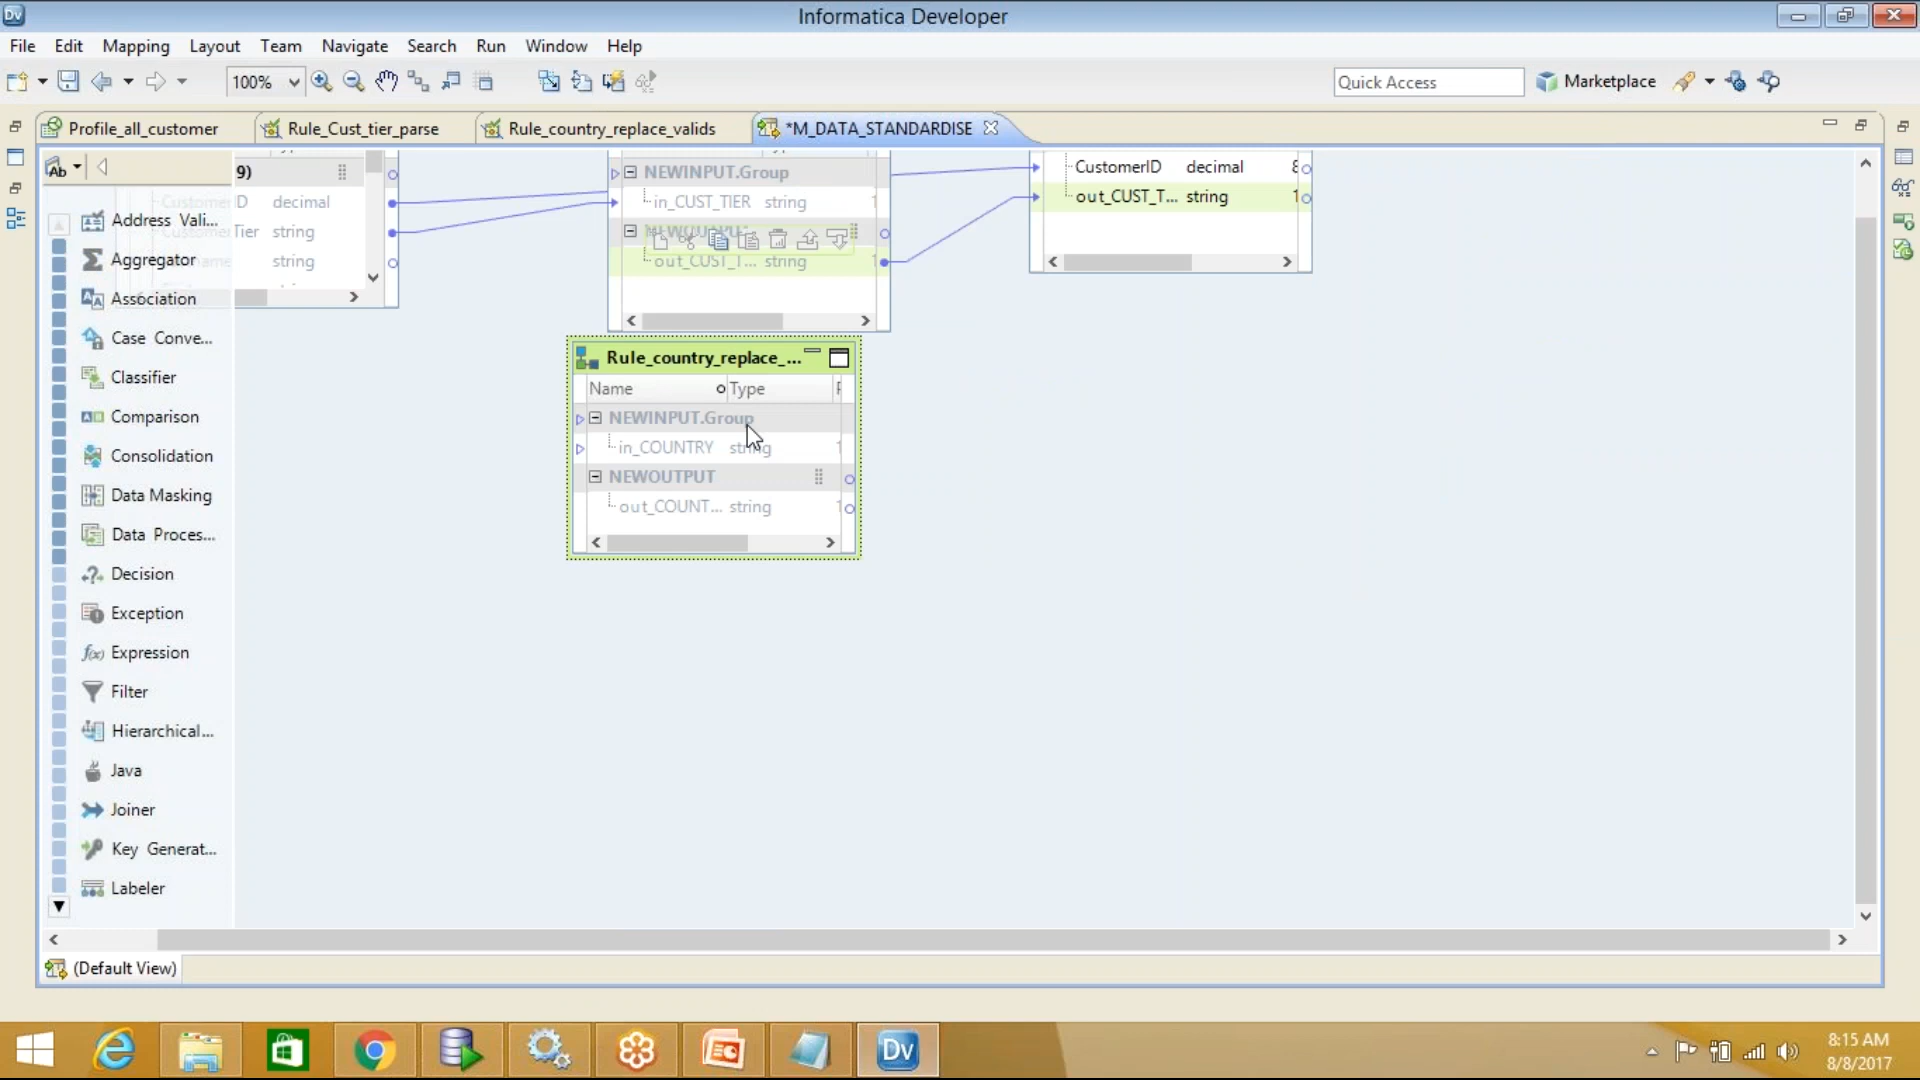 Informatica Developer
File Edit Mapping Layout Team Navigate Search Run Window Help
100% Quick Access Marketplace
Profile_all_customer Rule_Cust_tier_parse Rule_country_replace_valids *M_DATA_STANDARDISE
9)
decimal
Tier string
string
NEWINPUT.Group
in_CUST_TIER string
out_CUST_T... string
CustomerID decimal 8
out_CUST_T... string 1
Address Vali...
Aggregator
Association
Case Conve...
Classifier
Comparison
Consolidation
Data Masking
Data Proces...
Decision
Exception
Expression
Filter
Hierarchical...
Java
Joiner
Key Generat...
Labeler
Rule_country_replace_...
Name Type
NEWINPUT.Group
in_COUNTRY string
NEWOUTPUT
out_COUNT... string
(Default View)
8:15 AM
8/8/2017